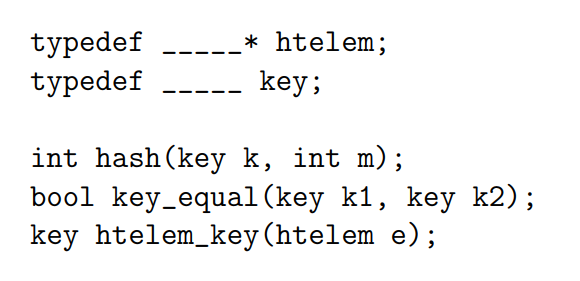 typedef _____* htelem;
typedef _____ key;
int hash(key k, int m);
bool key_equal(key k1, key k2);
key htelem_key(htelem e);